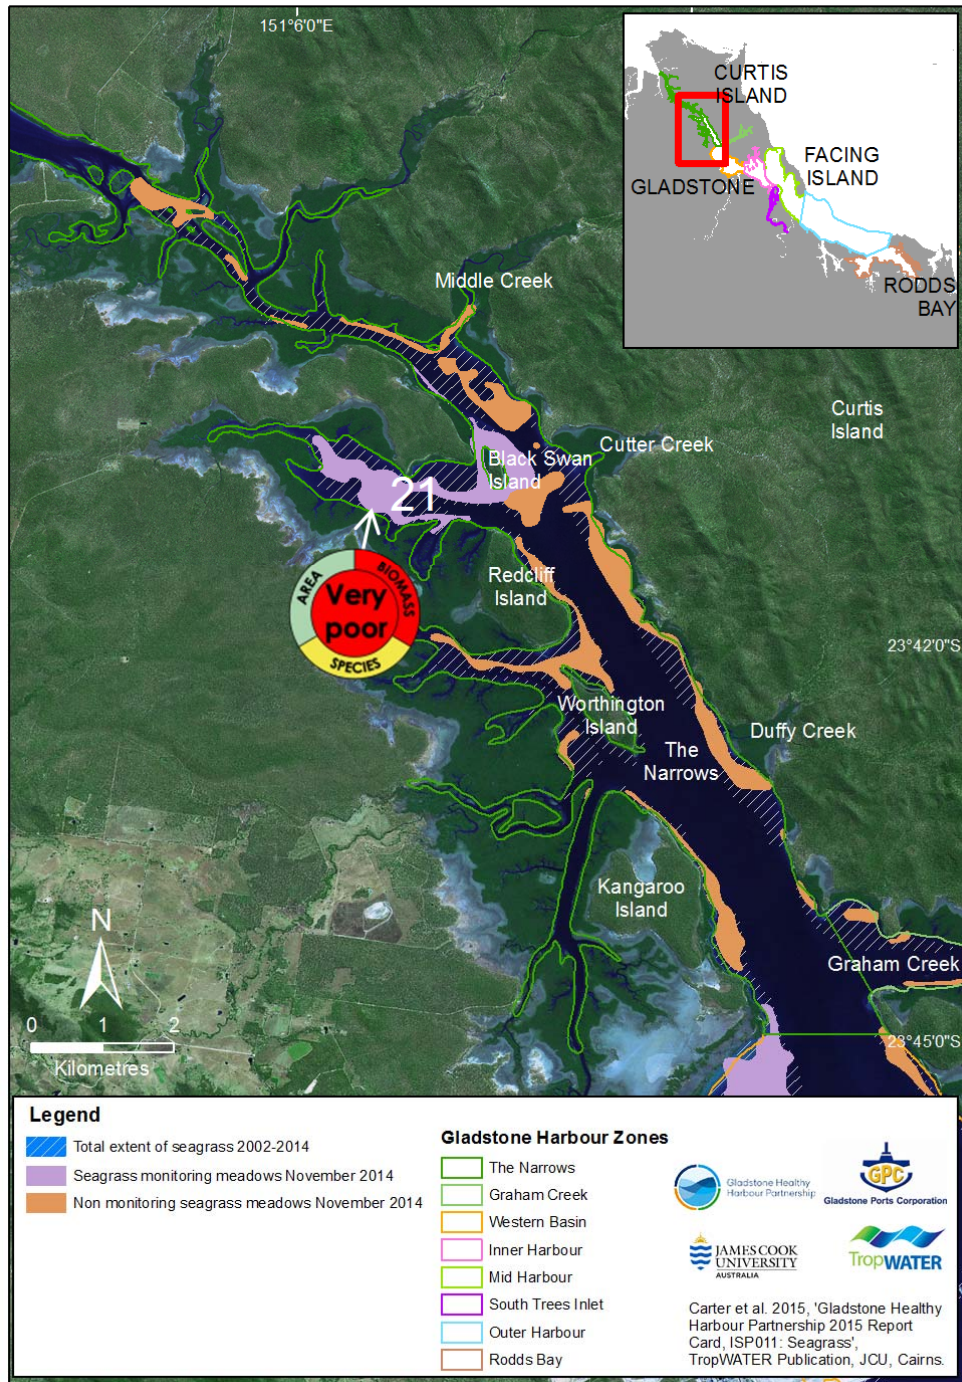 151°6'0"E
CURTIS
ISLAND
FACING
ISLAND
GLADSTONE
RODDS
BAY
Middle Creek
Curtis
Island
Cutter Creek
Black Swan
Island
21
AREA
BIOMASS
SPECIES
Very
poor
Redcliff
Island
23°42'0"S
Worthington
Island
Duffy Creek
The
Narrows
Kangaroo
Island
Graham Creek
N
0 1 2
Kilometres
23°45'0"S
Legend
Total extent of seagrass 2002-2014
Seagrass monitoring meadows November 2014
Non monitoring seagrass meadows November 2014
Gladstone Harbour Zones
The Narrows
Graham Creek
Western Basin
Inner Harbour
Mid Harbour
South Trees Inlet
Outer Harbour
Rodds Bay
Gladstone Healthy
Harbour Partnership
GPC
Gladstone Ports Corporation
JAMES COOK
UNIVERSITY
AUSTRALIA
TropWATER
Carter et al. 2015, 'Gladstone Healthy
Harbour Partnership 2015 Report
Card, ISP011: Seagrass',
TropWATER Publication, JCU, Cairns.